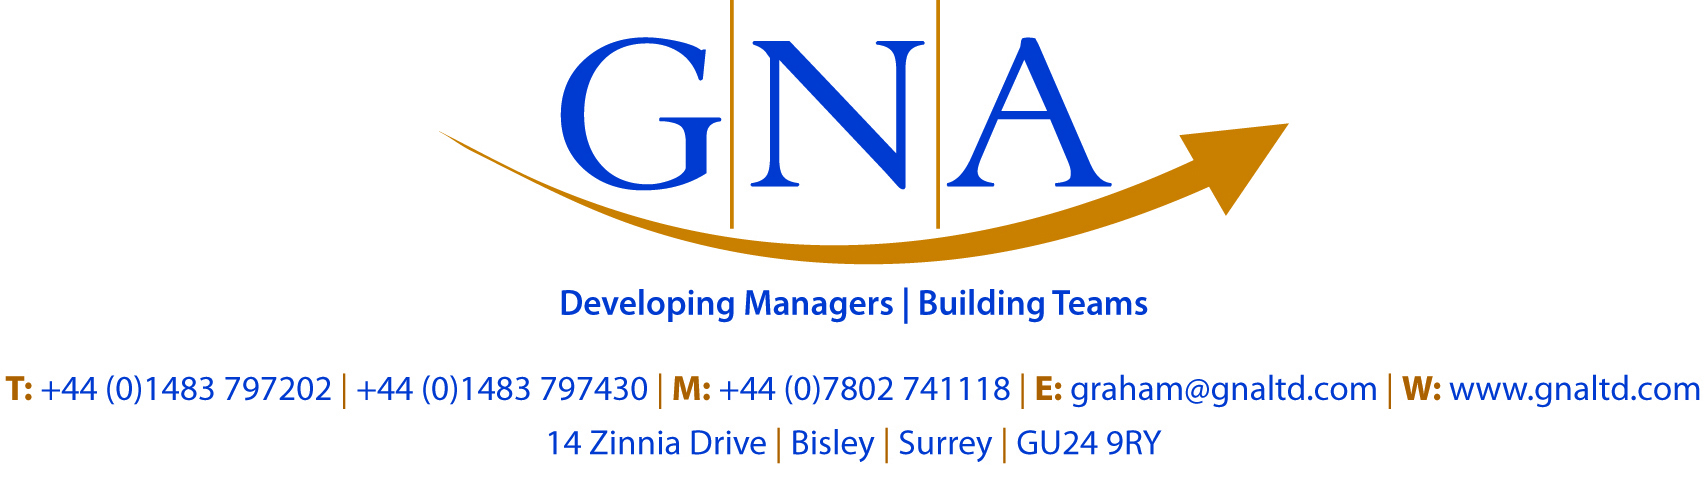 G|N|A
Developing Managers | Building Teams
T: +44 (0)1483 797202 | +44 (0)1483 797430 | M: +44 (0)7802 741118 | E: graham@gnaltd.com | W: www.gnaltd.com
14 Zinnia Drive | Bisley | Surrey | GU24 9RY